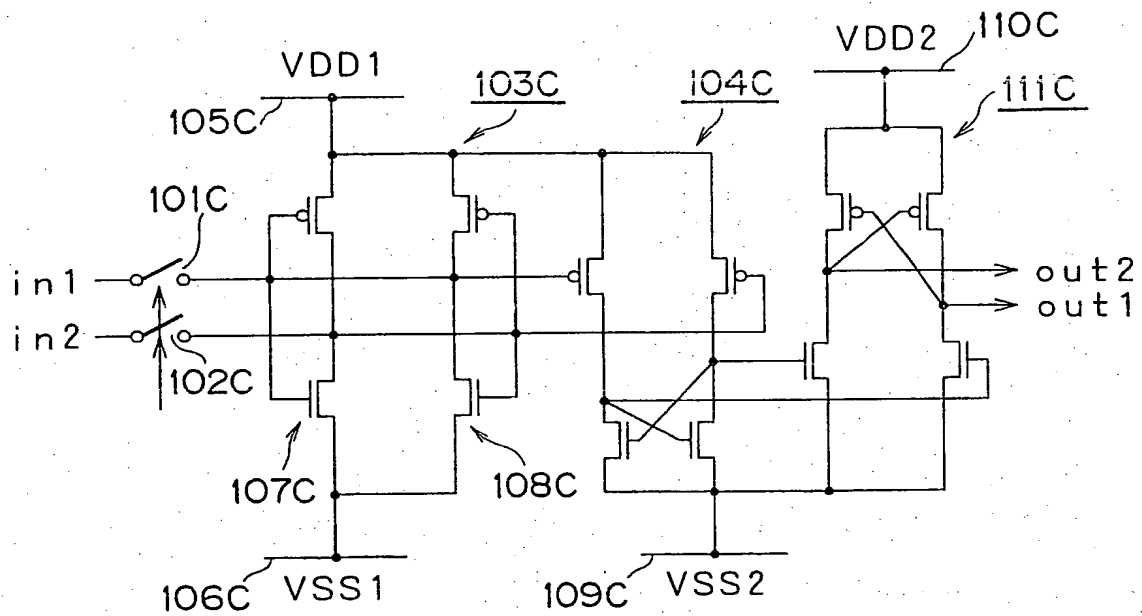 VDD1
105C
103C
104C
VDD2
110C
111C
101C
in1
in2
102C
out2
out1
107C
108C
106C
VSS1
109C
VSS2